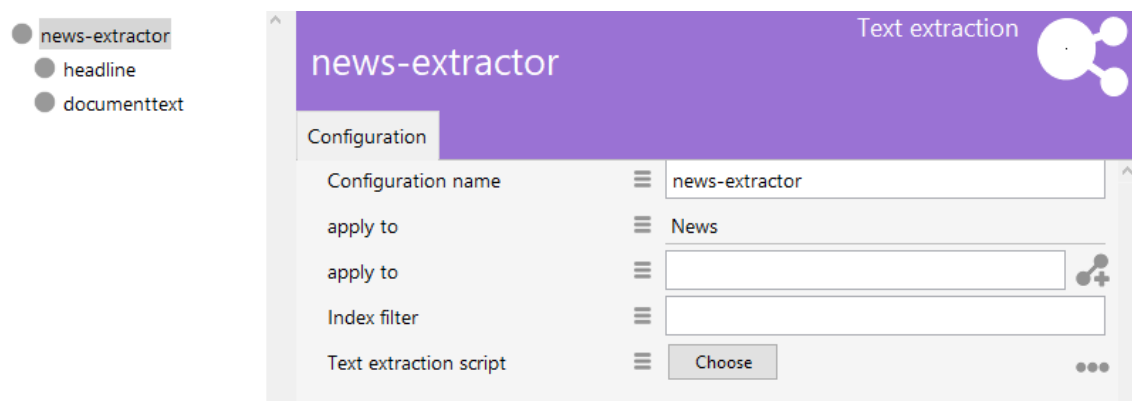 news-extractor
headline
documenttext
Text extraction
news-extractor
Configuration
Configuration name news-extractor
apply to News
apply to
Index filter
Text extraction script Choose